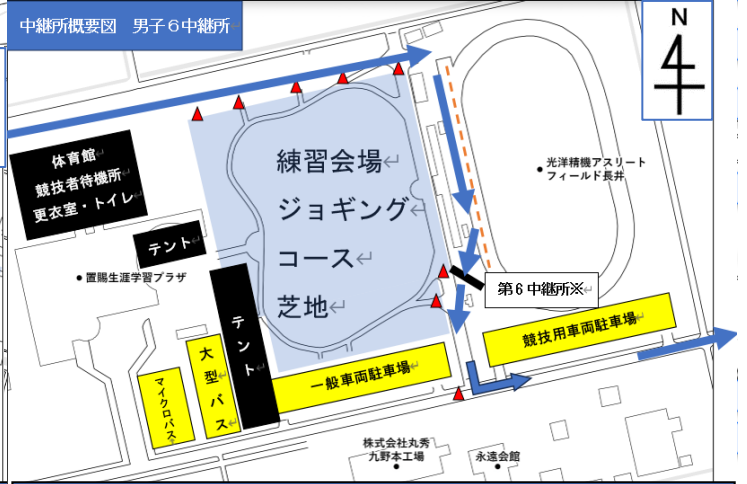 中継所概要図　男子６中継所
N
体育館
競技者待機所
更衣室・トイレ
テント
置賜生涯学習プラザ
練習会場
ジョギング
コース
芝地
光洋精機アスリート
フィールド長井
第６中継所※
テント
大型バス
マイクロバス
一般車両駐車場
競技用車両駐車場
株式会社丸秀
九野本工場
永遠会館